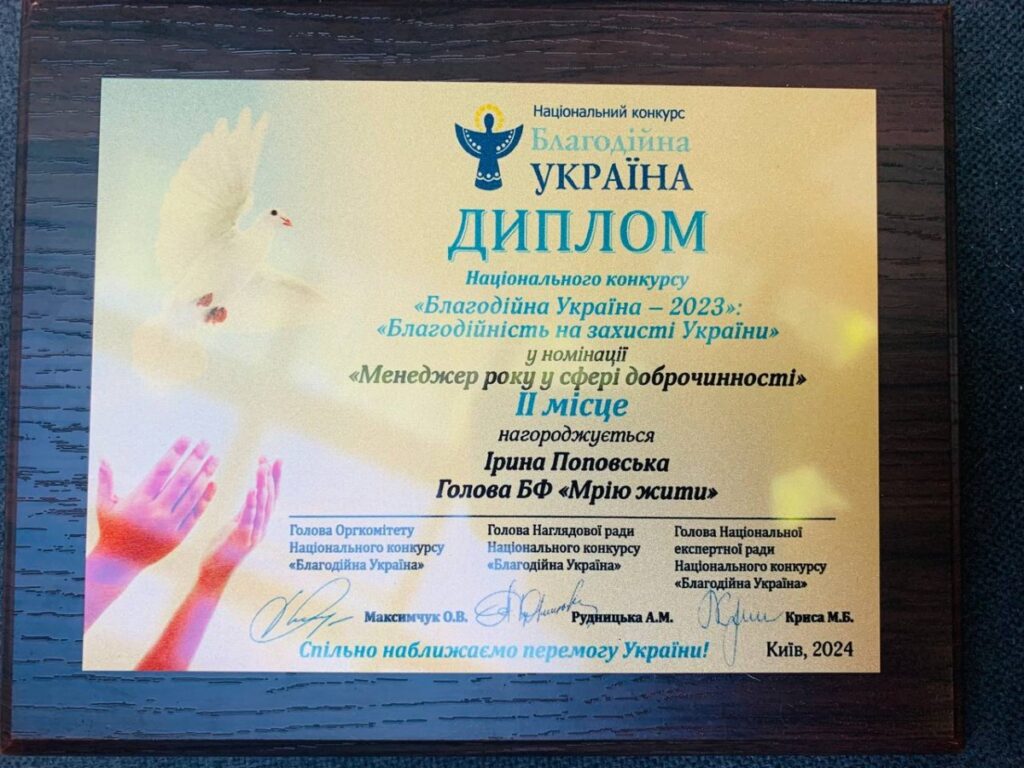 Національний конкурс
Благодійна
УКРАЇНА
ДИПЛОМ
Національного конкурсу
«Благодійна Україна – 2023»:
«Благодійність на захисті України»
у номінації
«Менеджер року у сфері доброчинності»
ІІ місце
нагороджується
Ірина Поповська
Голова БФ «Мрію жити»
Голова Оргкомітету
Національного конкурсу
«Благодійна Україна»
Голова Наглядової ради
Національного конкурсу
«Благодійна Україна»
Голова Національної
експертної ради
Національного конкурсу
«Благодійна Україна»
Максимчук О.В.
Рудницька А.М.
Криса М.Б.
Спільно наближаємо перемогу України!
Київ, 2024